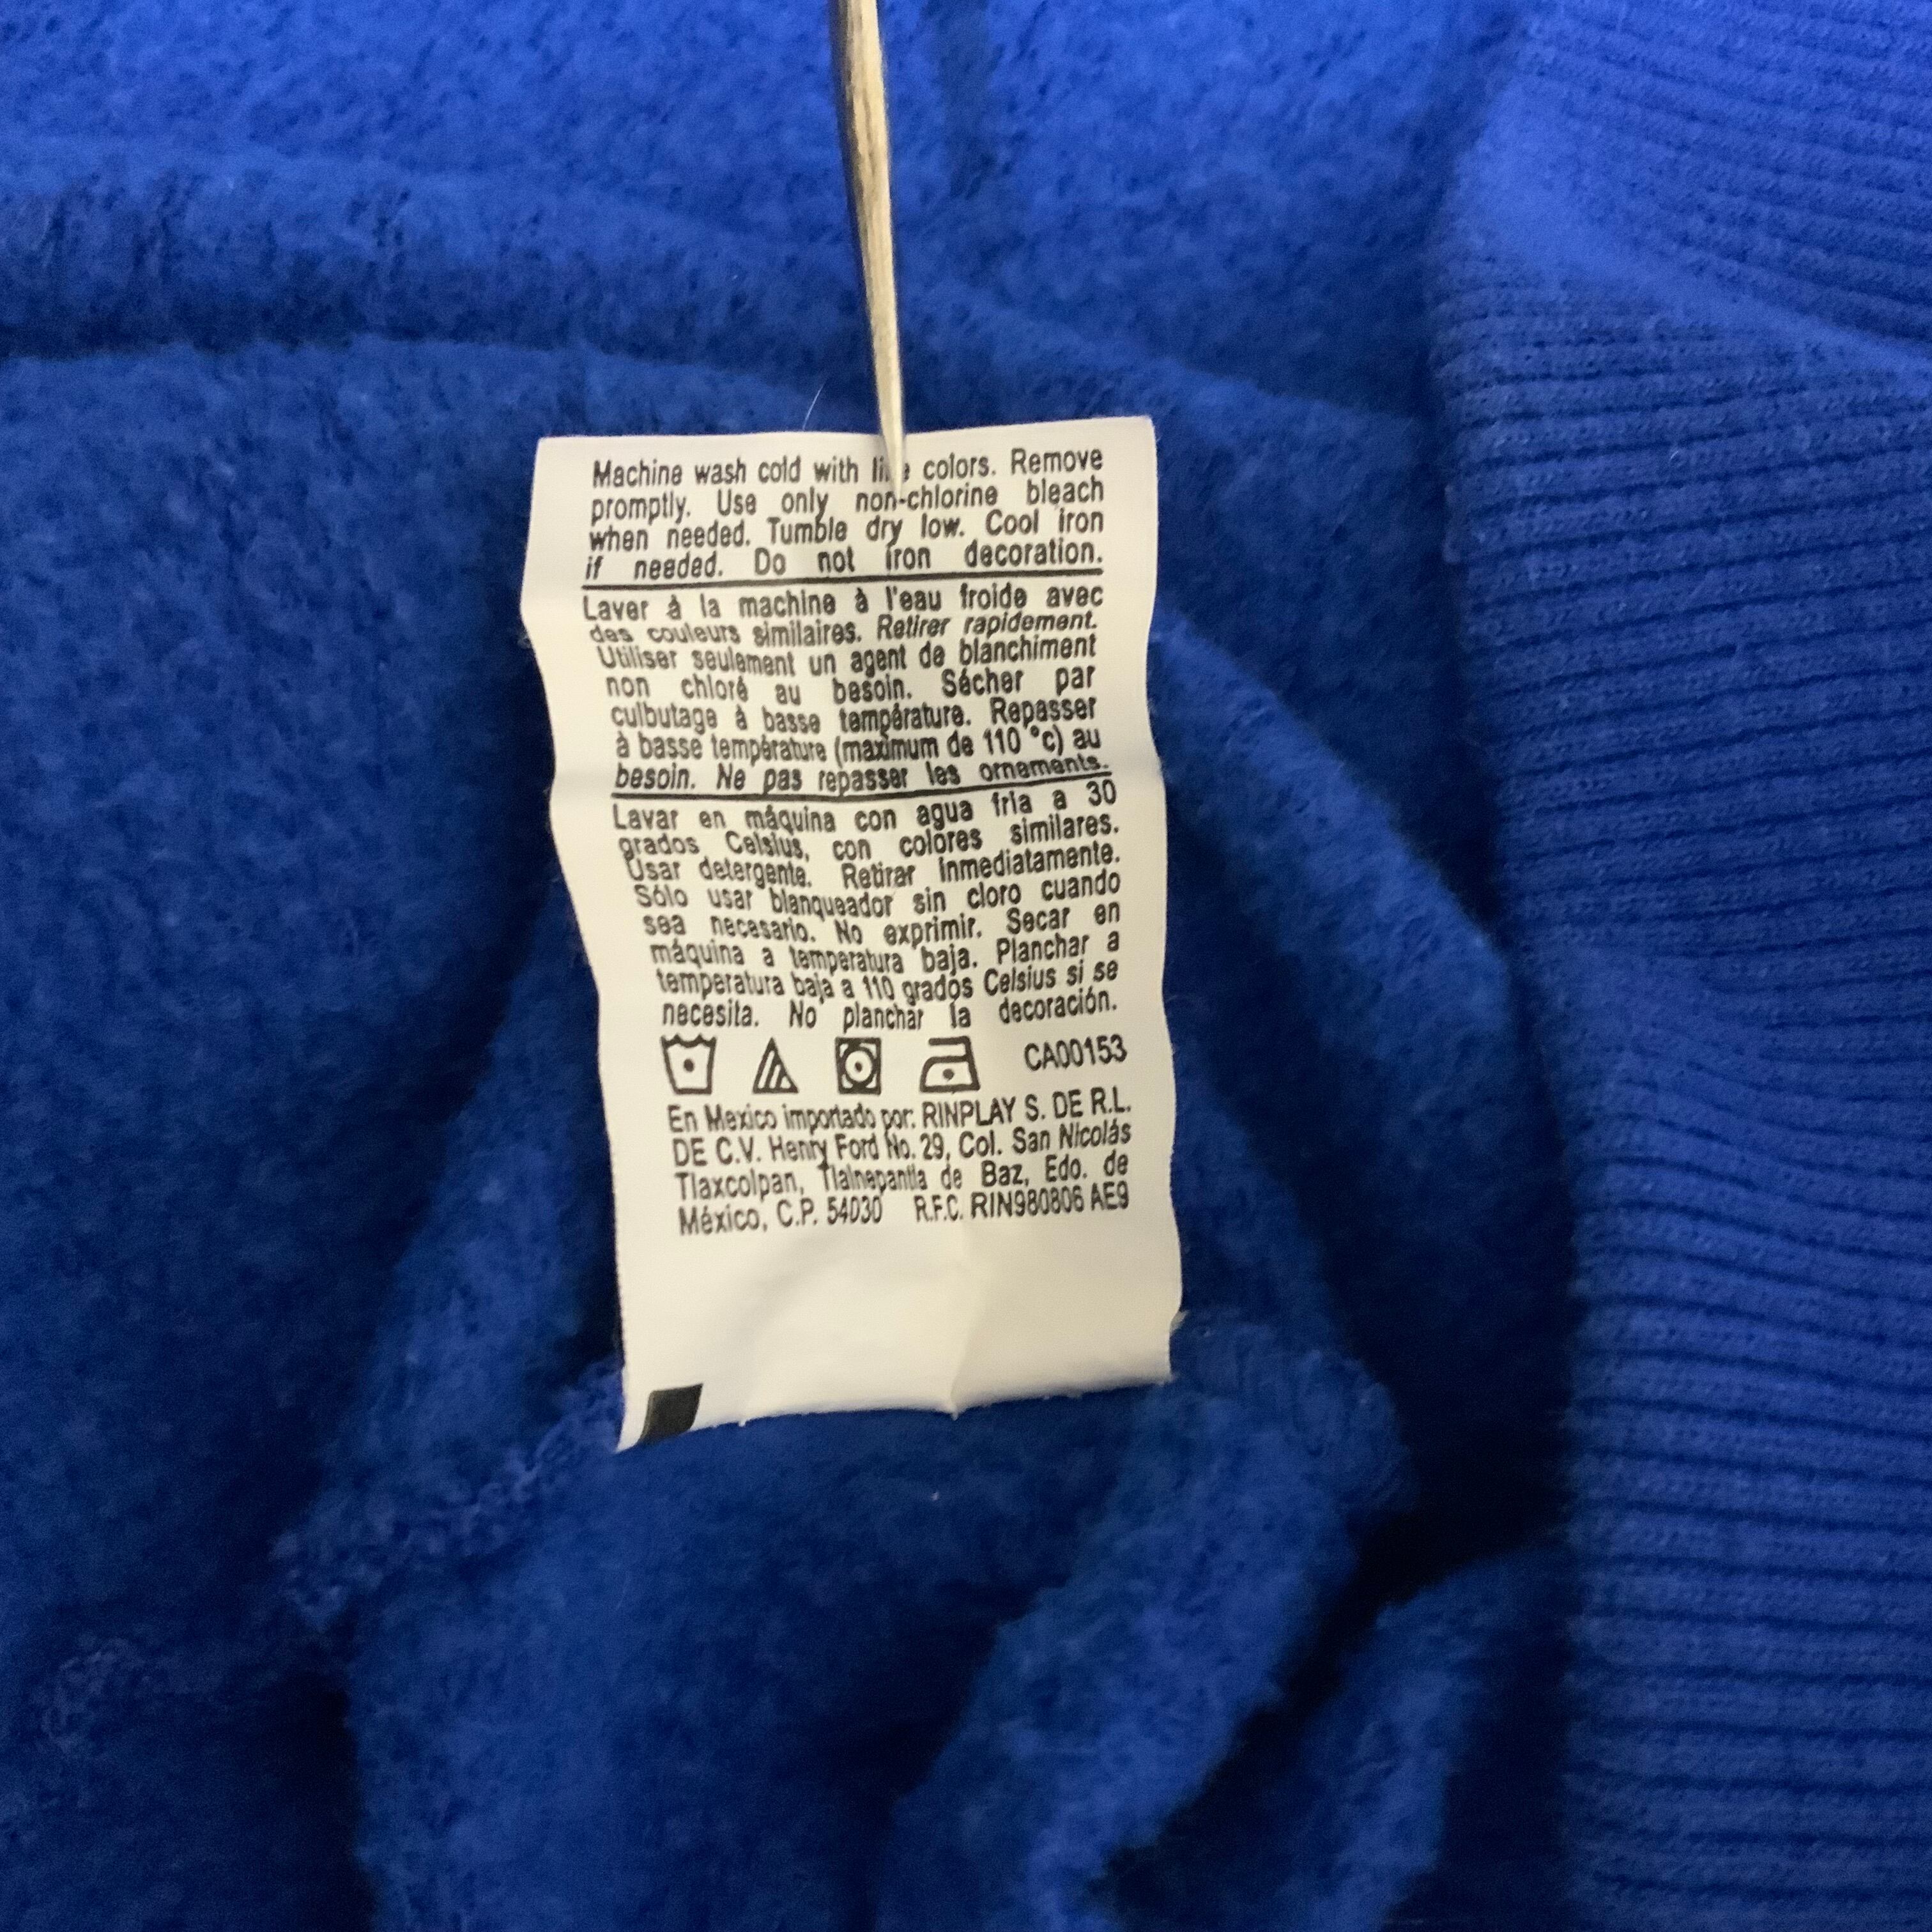 Machine wash cold with colors. Remove
promptly. Use only non-chlorine bleach
when needed. Tumble dry low. Cool iron
if needed. Do not iron decoration.
Laver à la machine à l'eau froide avec
des couleurs similaires. Retirer rapidement.
Utiliser seulement un agent de blanchiment
non chloré au besoin. Sécher par
culbutage à basse température. Repasser
à basse température (maximum de 110 °c) au
besoin. Ne pas repasser les ornements.
Lavar en máquina con agua fria a 30
grados Celsius, con colores similares.
Usar detergente. Retirar Inmediatamente.
Sólo usar blanqueador sin cloro cuando
sea necesario. No exprimir. Secar en
máquina a temperatura baja. Planchar a
temperatura baja a 110 grados Celsius si se
necesita. No planchar la decoración.
CA00153
En Mexico importado por: RINPLAY S. DE R.L.
DE C.V. Henry Ford No. 29, Col. San Nicolás
Tlaxcolpan, Tlalnepantla de Baz, Edo. de
México, C.P. 54030 R.F.C. RIN980806 AE9